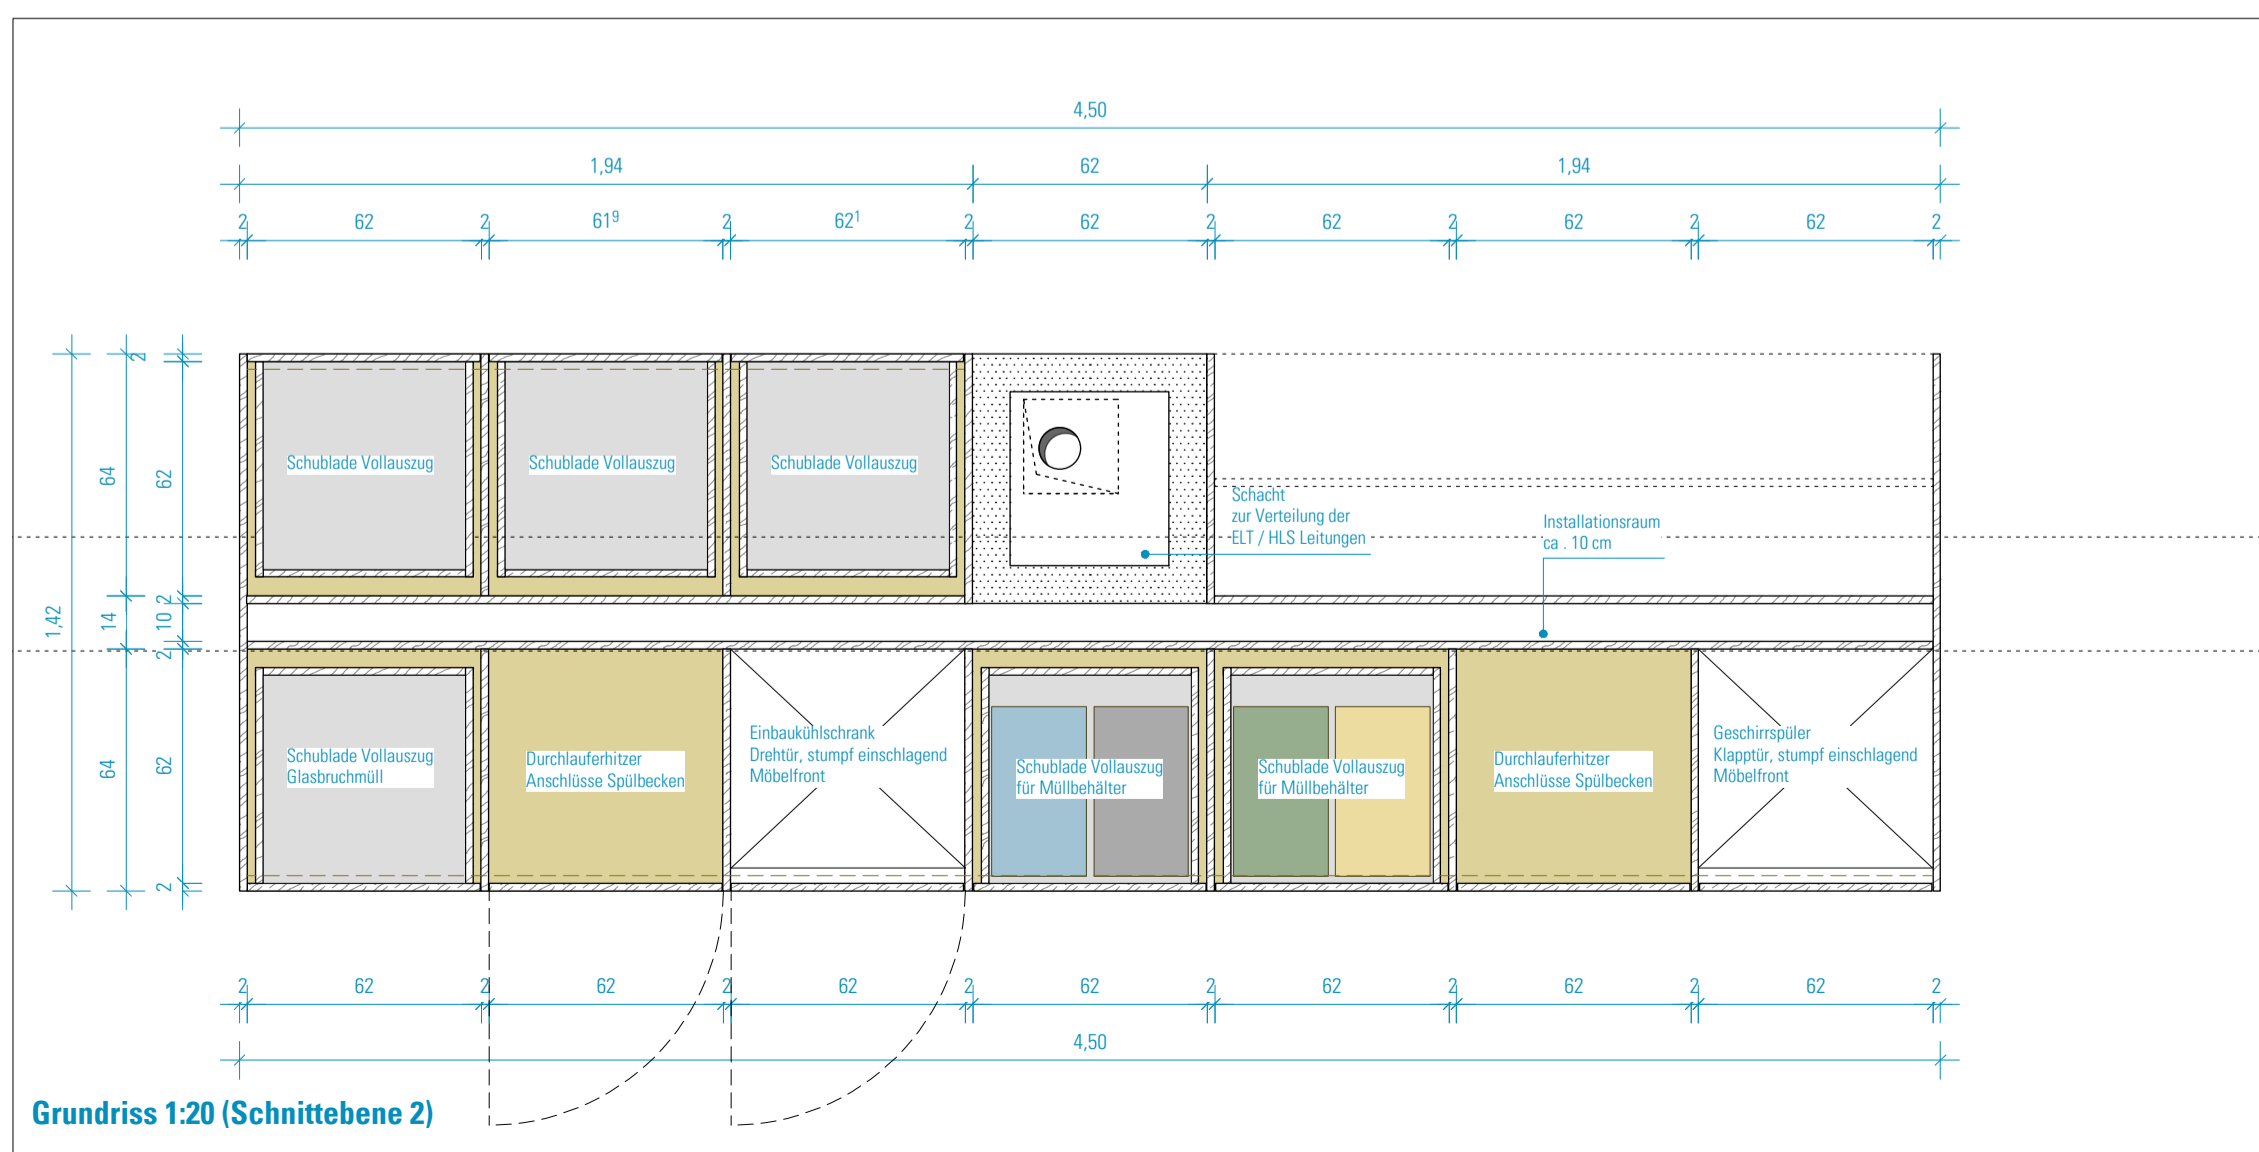 4,50
1,94 62 1,94
2 62 2 61⁹ 2 62¹ 2 62 2 62 2 62 2 62 2
2
64
62
Schublade Vollauszug
Schublade Vollauszug
Schublade Vollauszug
Schacht
zur Verteilung der
ELT / HLS Leitungen
Installationsraum
ca . 10 cm
1,42
14
2
10
2
64
62
2
Schublade Vollauszug
Glasbruchmüll
Durchlauferhitzer
Anschlüsse Spülbecken
Einbaukühlschrank
Drehtür, stumpf einschlagend
Möbelfront
Schublade Vollauszug
für Müllbehälter
Schublade Vollauszug
für Müllbehälter
Durchlauferhitzer
Anschlüsse Spülbecken
Geschirrspüler
Klapptür, stumpf einschlagend
Möbelfront
2 62 2 62 2 62 2 62 2 62 2 62 2 62 2
4,50
Grundriss 1:20 (Schnittebene 2)